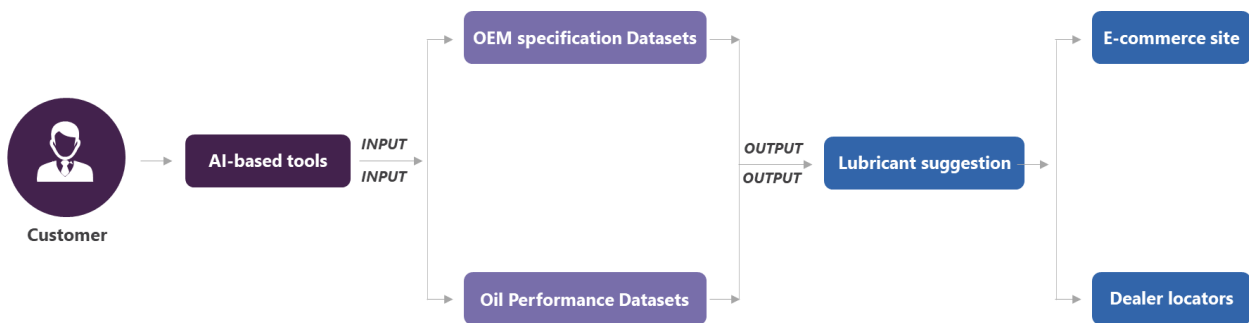 OEM specification Datasets
E-commerce site
AI-based tools
INPUT
INPUT
OUTPUT
OUTPUT
Lubricant suggestion
Customer
Oil Performance Datasets
Dealer locators